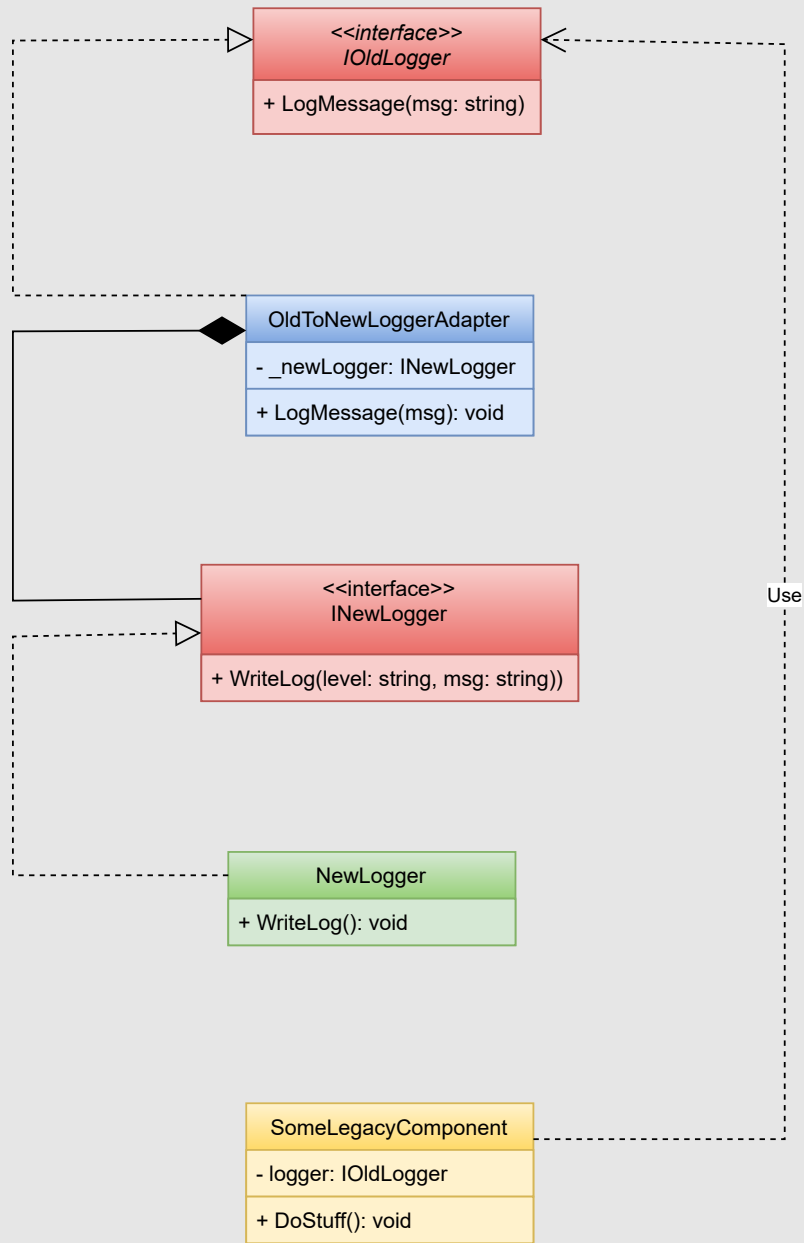 <<interface>>
IOldLogger
+ LogMessage(msg: string)
OldToNewLoggerAdapter
- _newLogger: INewLogger
+ LogMessage(msg): void
<<interface>>
INewLogger
Use
+ WriteLog(level: string, msg: string))
NewLogger
+ WriteLog(): void
SomeLegacyComponent
- logger: IOldLogger
+ DoStuff(): void